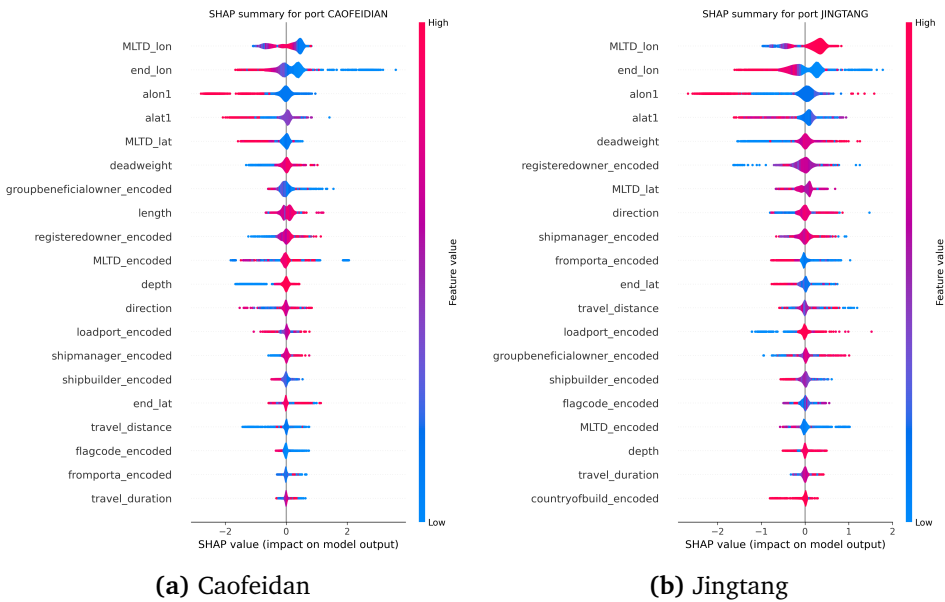 SHAP summary for port CAOFEIDIAN
High
MLTD_lon
end_lon
alon1
alat1
MLTD_lat
deadweight
groupbeneficialowner_encoded
length
registeredowner_encoded
MLTD_encoded
depth
direction
loadport_encoded
shipmanager_encoded
shipbuilder_encoded
end_lat
travel_distance
flagcode_encoded
fromporta_encoded
travel_duration
Feature value
Low
−2 0 2
SHAP value (impact on model output)
(a) Caofeidan
SHAP summary for port JINGTANG
High
MLTD_lon
end_lon
alon1
alat1
deadweight
registeredowner_encoded
MLTD_lat
direction
shipmanager_encoded
fromporta_encoded
end_lat
travel_distance
loadport_encoded
groupbeneficialowner_encoded
shipbuilder_encoded
flagcode_encoded
MLTD_encoded
depth
travel_duration
countryofbuild_encoded
Feature value
Low
−2 −1 0 1 2
SHAP value (impact on model output)
(b) Jingtang